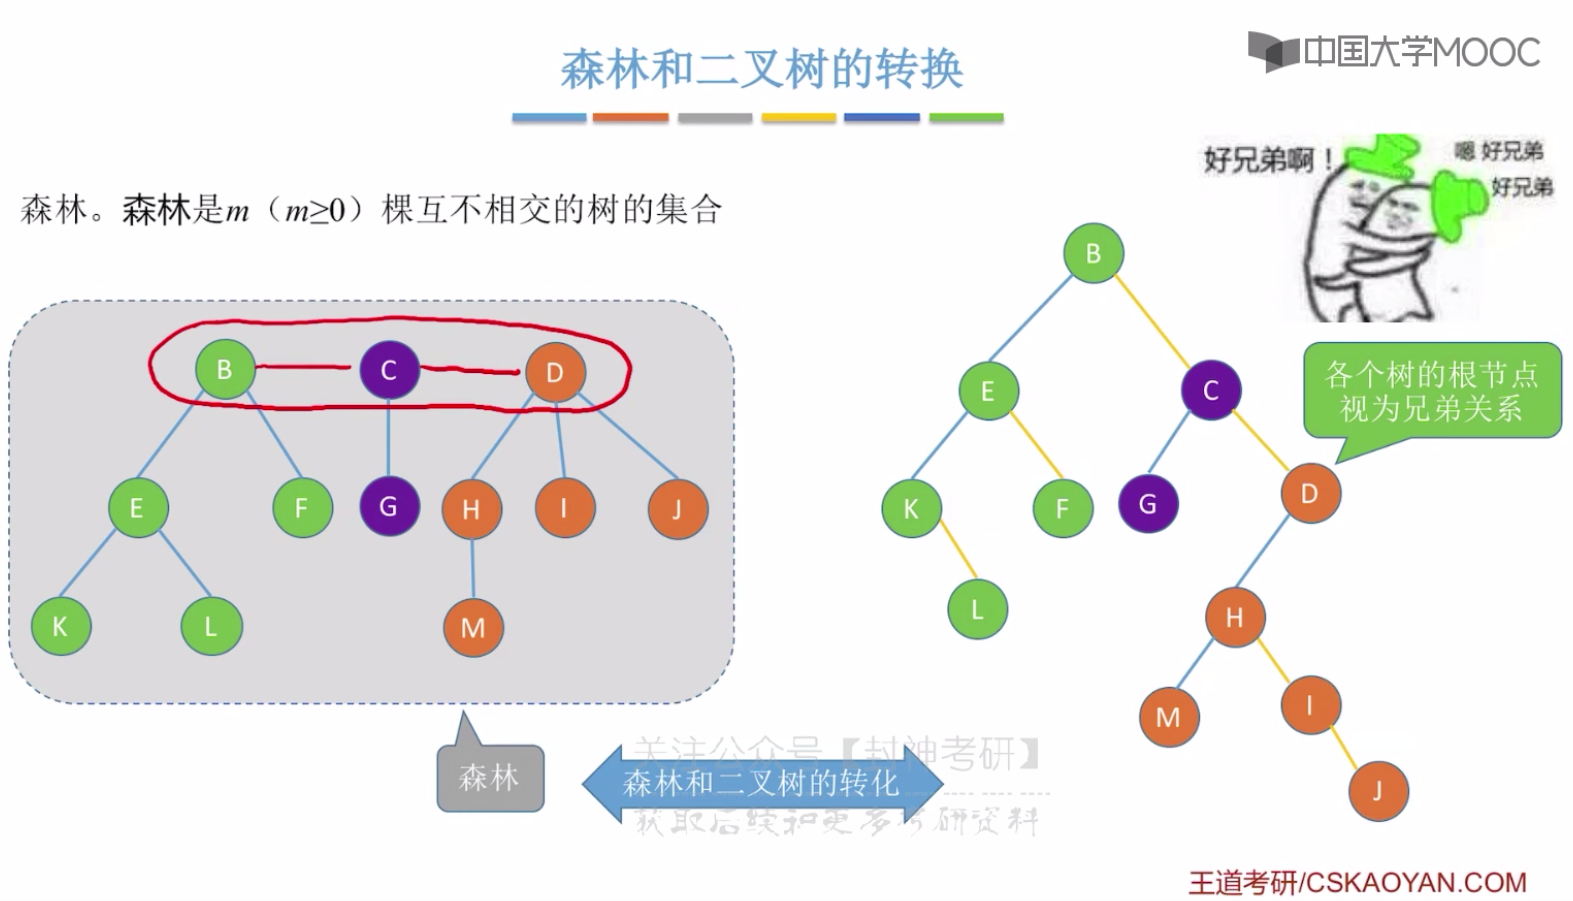 森林和二叉树的转换
中国大学MOOC
好兄弟啊！
嗯 好兄弟
好兄弟
森林。森林是m（m≥0）棵互不相交的树的集合
B C D
E F G H I J
K L M
森林
B
E C
K F G D
L
H
M I
J
各个树的根节点
视为兄弟关系
关注公众号【封神考研】
森林和二叉树的转化
获取后续和更多考研资料
王道考研/CSKAOYAN.COM